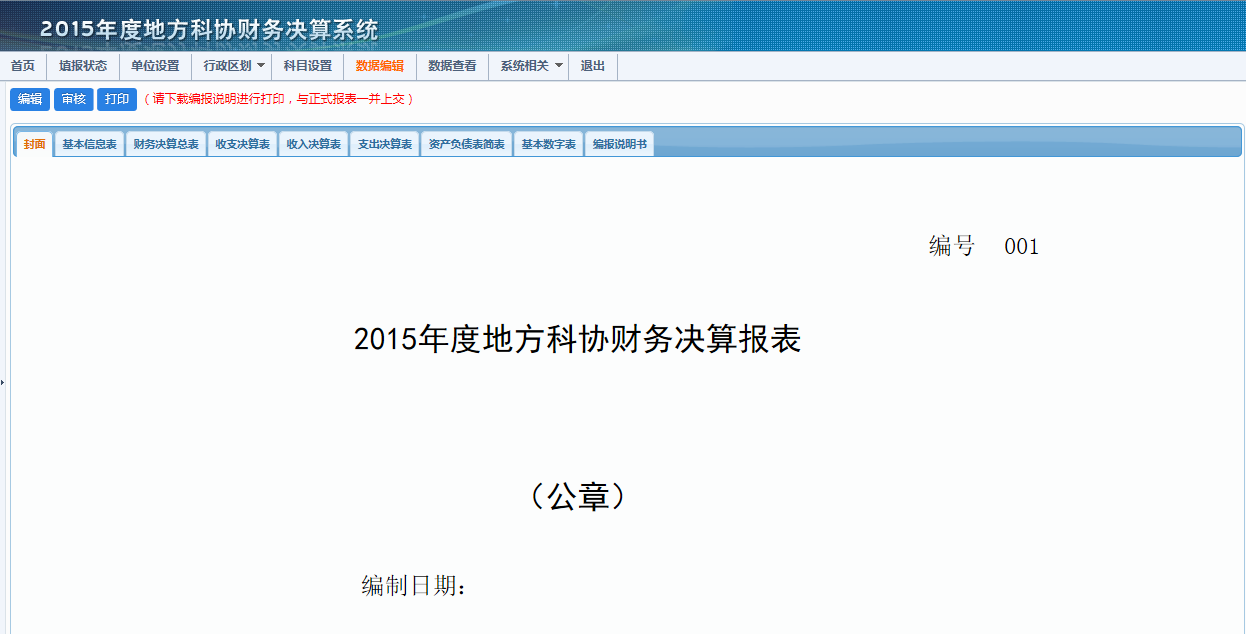 2015年度地方科协财务决算系统
首页 填报状态 单位设置 行政区划 科目设置 数据编辑 数据查看 系统相关 退出
编辑 审核 打印 （请下载编报说明进行打印，与正式报表一并上交）
封面 基本信息表 财务决算总表 收支决算表 收入决算表 支出决算表 资产负债表简表 基本数字表 编报说明书
编号 001
2015年度地方科协财务决算报表
（公章）
编制日期：